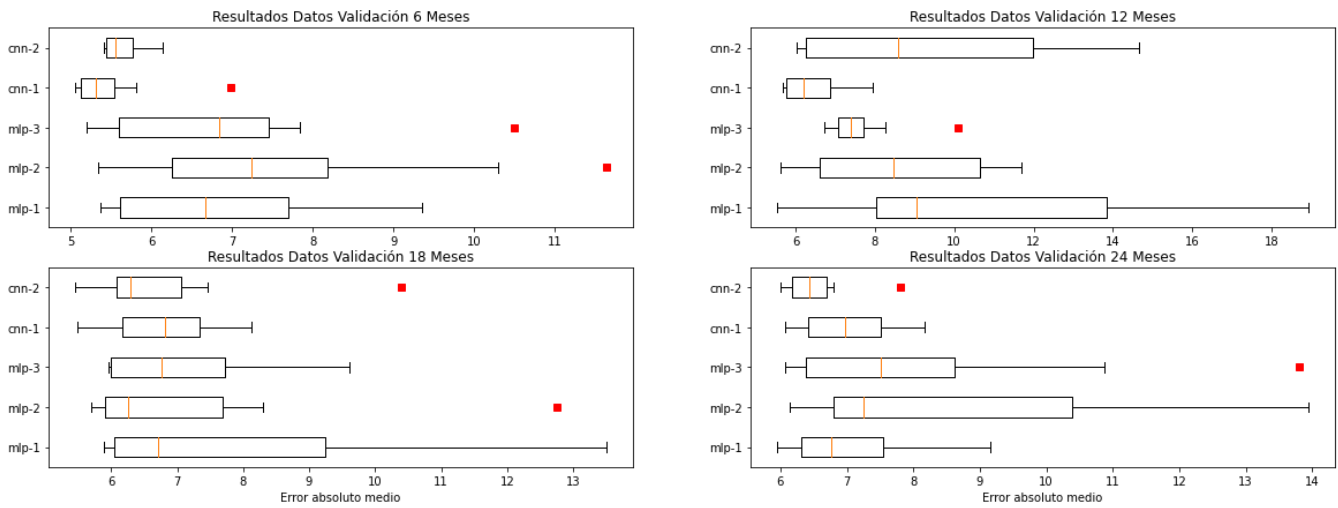 Resultados Datos Validación 6 Meses
cnn-2
cnn-1
mlp-3
mlp-2
mlp-1
5 6 7 8 9 10 11
Resultados Datos Validación 12 Meses
cnn-2
cnn-1
mlp-3
mlp-2
mlp-1
6 8 10 12 14 16 18
Resultados Datos Validación 18 Meses
cnn-2
cnn-1
mlp-3
mlp-2
mlp-1
6 7 8 9 10 11 12 13
Error absoluto medio
Resultados Datos Validación 24 Meses
cnn-2
cnn-1
mlp-3
mlp-2
mlp-1
6 7 8 9 10 11 12 13 14
Error absoluto medio